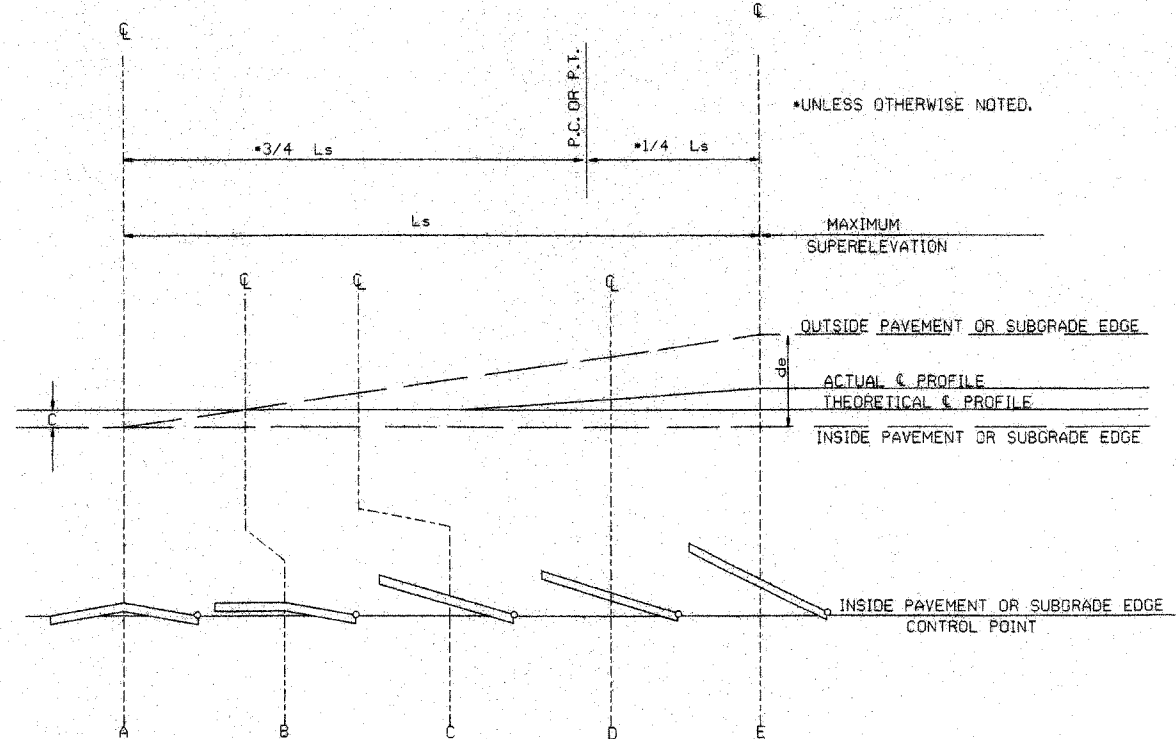 ℄
℄
P.C. OR P.T.
*UNLESS OTHERWISE NOTED.
*3/4 Ls
*1/4 Ls
Ls
MAXIMUM
SUPERELEVATION
℄
℄
℄
OUTSIDE PAVEMENT OR SUBGRADE EDGE
de
ACTUAL ℄ PROFILE
THEORETICAL ℄ PROFILE
C
INSIDE PAVEMENT OR SUBGRADE EDGE
INSIDE PAVEMENT OR SUBGRADE EDGE
CONTROL POINT
A
B
C
D
E